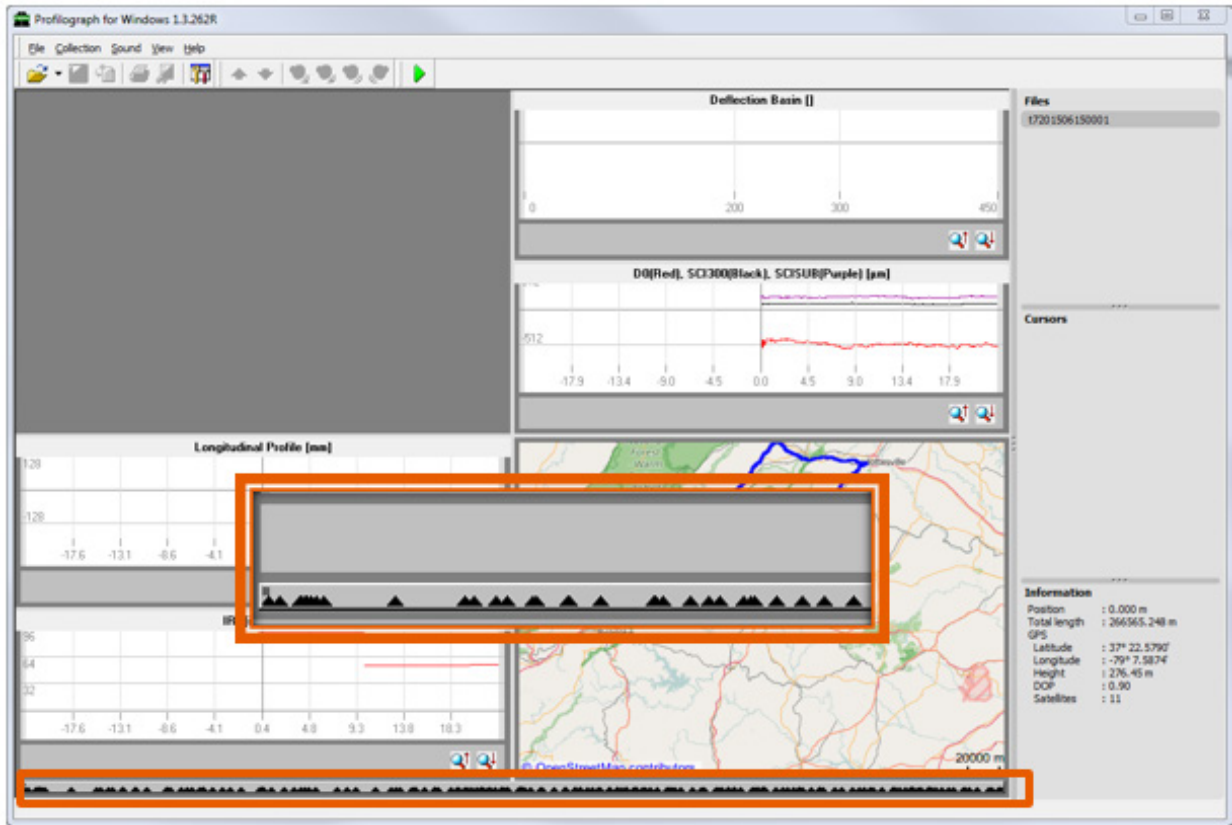 Profilograph for Windows 1.3.262R
File Collection Sound View Help
Deflection Basin []
0 200 300 450
D0(Red), SCI300(Black), SCISUB(Purple) [µm]
-512
-17.9 -13.4 -9.0 -4.5 0.0 4.5 9.0 13.4 17.9
Longitudinal Profile [mm]
128
-128
-17.6 -13.1 -8.6 -4.1
96
64
32
-17.6 -13.1 -8.6 -4.1 0.4 4.8 9.3 13.8 18.3
20000 m
© OpenStreetMap contributors
Files
t7201506150001
Cursors
Information
Position : 0.000 m
Total length : 266565.248 m
GPS
Latitude : 37° 22.5790'
Longitude : -79° 7.5874'
Height : 276.45 m
DOP : 0.90
Satellites : 11